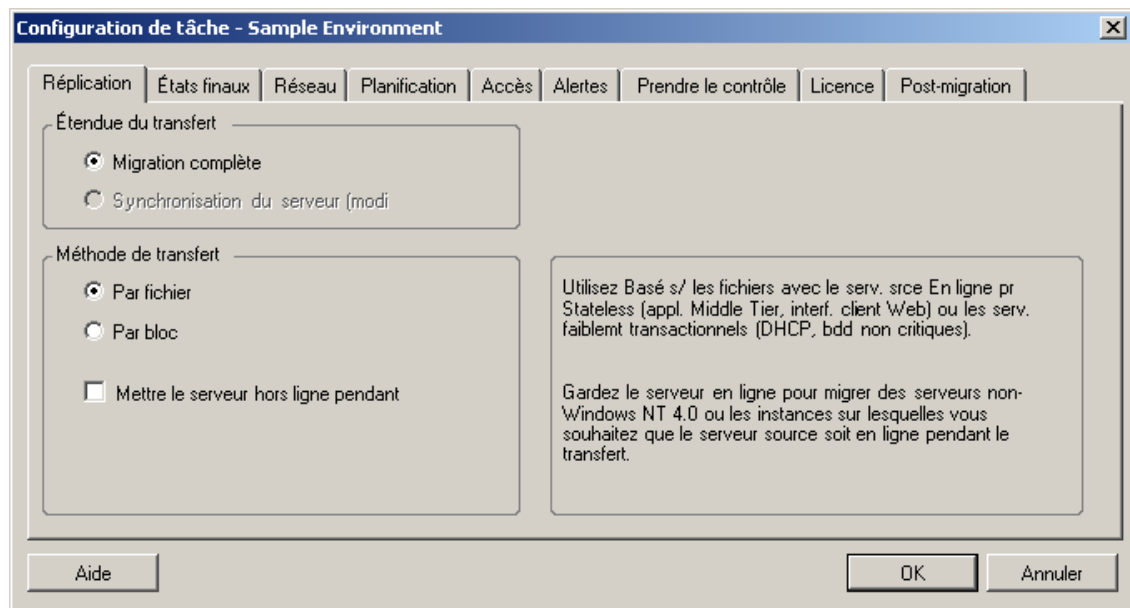 Configuration de tâche - Sample Environment
Réplication États finaux Réseau Planification Accès Alertes Prendre le contrôle Licence Post-migration
Étendue du transfert
Migration complète
Synchronisation du serveur (modi
Méthode de transfert
Par fichier
Par bloc
Mettre le serveur hors ligne pendant
Utilisez Basé s/ les fichiers avec le serv. srce En ligne pr
Stateless (appl. Middle Tier, interf. client Web) ou les serv.
faiblemt transactionnels (DHCP, bdd non critiques).
Gardez le serveur en ligne pour migrer des serveurs non-
Windows NT 4.0 ou les instances sur lesquelles vous
souhaitez que le serveur source soit en ligne pendant le
transfert.
Aide OK Annuler